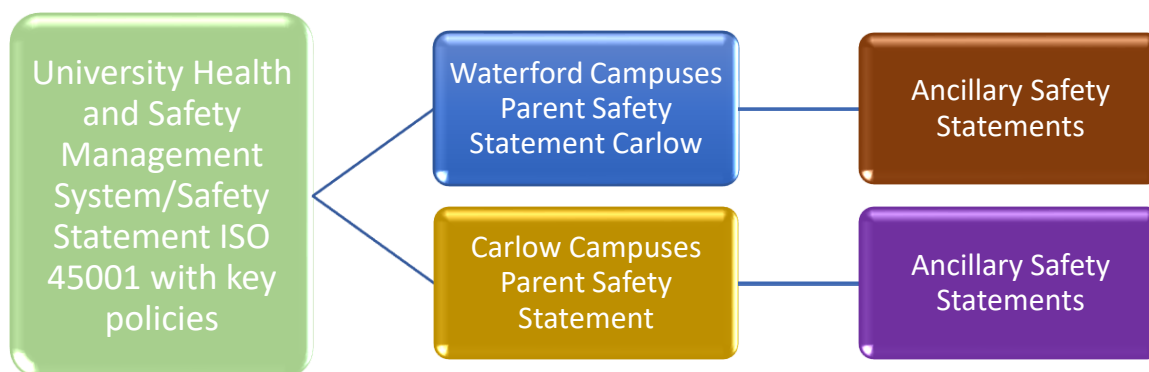 University Health
and Safety
Management
System/Safety
Statement ISO
45001 with key
policies
Waterford Campuses
Parent Safety
Statement Carlow
Ancillary Safety
Statements
Carlow Campuses
Parent Safety
Statement
Ancillary Safety
Statements